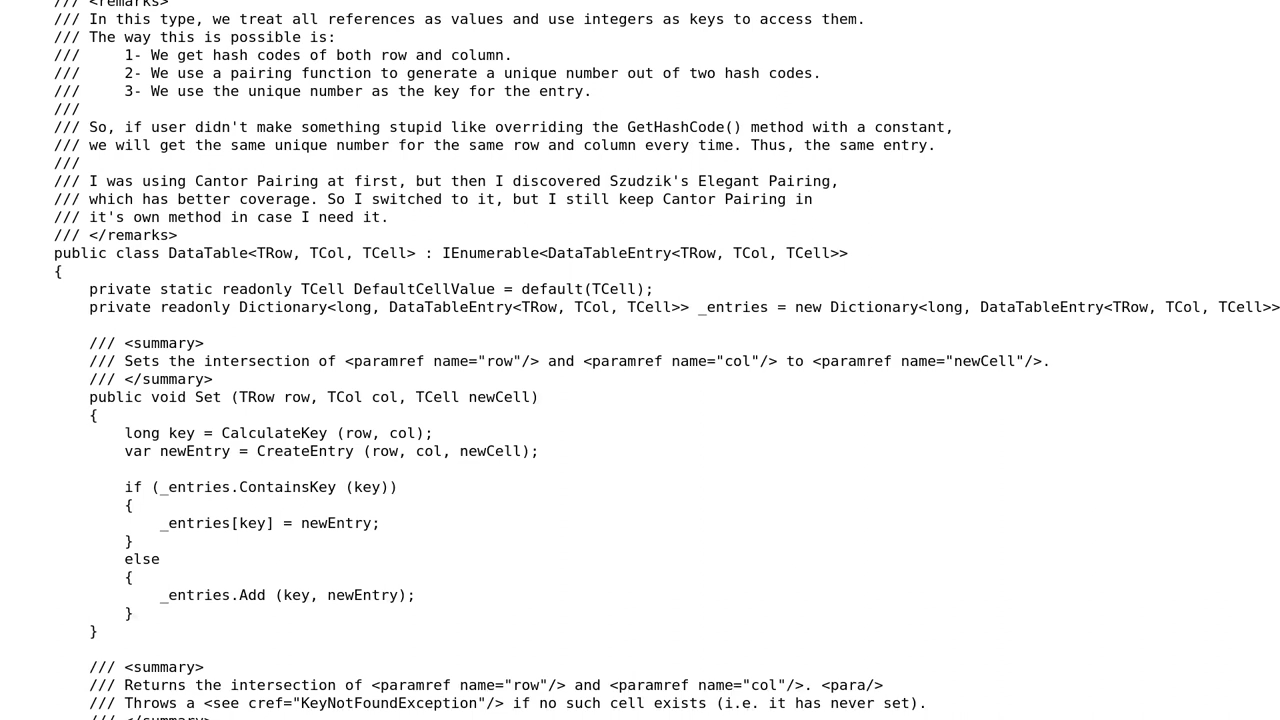 /// <remarks>
/// In this type, we treat all references as values and use integers as keys to access them.
/// The way this is possible is:
///     1- We get hash codes of both row and column.
///     2- We use a pairing function to generate a unique number out of two hash codes.
///     3- We use the unique number as the key for the entry.
///
/// So, if user didn't make something stupid like overriding the GetHashCode() method with a constant,
/// we will get the same unique number for the same row and column every time. Thus, the same entry.
///
/// I was using Cantor Pairing at first, but then I discovered Szudzik's Elegant Pairing,
/// which has better coverage. So I switched to it, but I still keep Cantor Pairing in
/// it's own method in case I need it.
/// </remarks>
public class DataTable<TRow, TCol, TCell> : IEnumerable<DataTableEntry<TRow, TCol, TCell>>
{
    private static readonly TCell DefaultCellValue = default(TCell);
    private readonly Dictionary<long, DataTableEntry<TRow, TCol, TCell>> _entries = new Dictionary<long, DataTableEntry<TRow, TCol, TCell>>

    /// <summary>
    /// Sets the intersection of <paramref name="row"/> and <paramref name="col"/> to <paramref name="newCell"/>.
    /// </summary>
    public void Set (TRow row, TCol col, TCell newCell)
    {
        long key = CalculateKey (row, col);
        var newEntry = CreateEntry (row, col, newCell);

        if (_entries.ContainsKey (key))
        {
            _entries[key] = newEntry;
        }
        else
        {
            _entries.Add (key, newEntry);
        }
    }

    /// <summary>
    /// Returns the intersection of <paramref name="row"/> and <paramref name="col"/>. <para/>
    /// Throws a <see cref="KeyNotFoundException"/> if no such cell exists (i.e. it has never set).
    /// </summary>